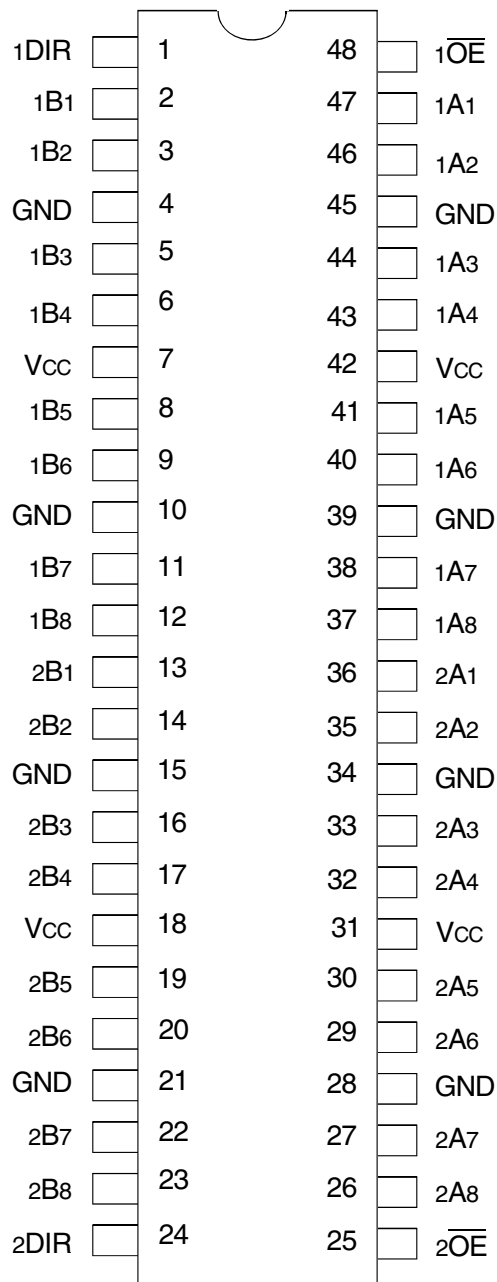 1DIR 1 48 1O̅E̅
1B1 2 47 1A1
1B2 3 46 1A2
GND 4 45 GND
1B3 5 44 1A3
1B4 6 43 1A4
VCC 7 42 VCC
1B5 8 41 1A5
1B6 9 40 1A6
GND 10 39 GND
1B7 11 38 1A7
1B8 12 37 1A8
2B1 13 36 2A1
2B2 14 35 2A2
GND 15 34 GND
2B3 16 33 2A3
2B4 17 32 2A4
VCC 18 31 VCC
2B5 19 30 2A5
2B6 20 29 2A6
GND 21 28 GND
2B7 22 27 2A7
2B8 23 26 2A8
2DIR 24 25 2O̅E̅